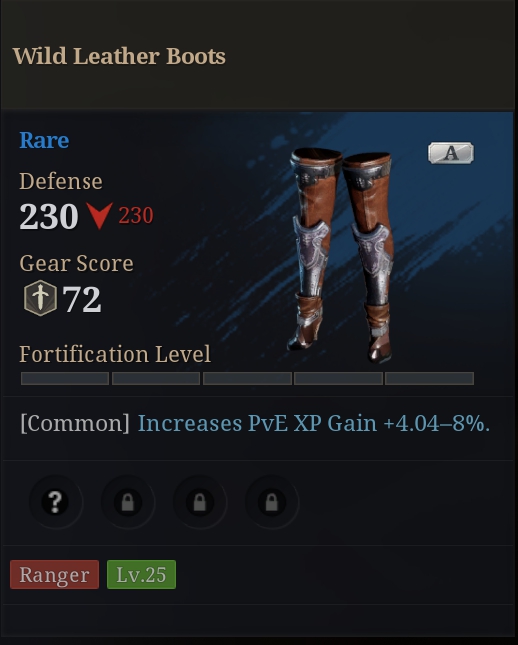 Wild Leather Boots
Rare
A
Defense
230 230
Gear Score
72
Fortification Level
[Common] Increases PvE XP Gain +4.04–8%.
?
Ranger Lv.25